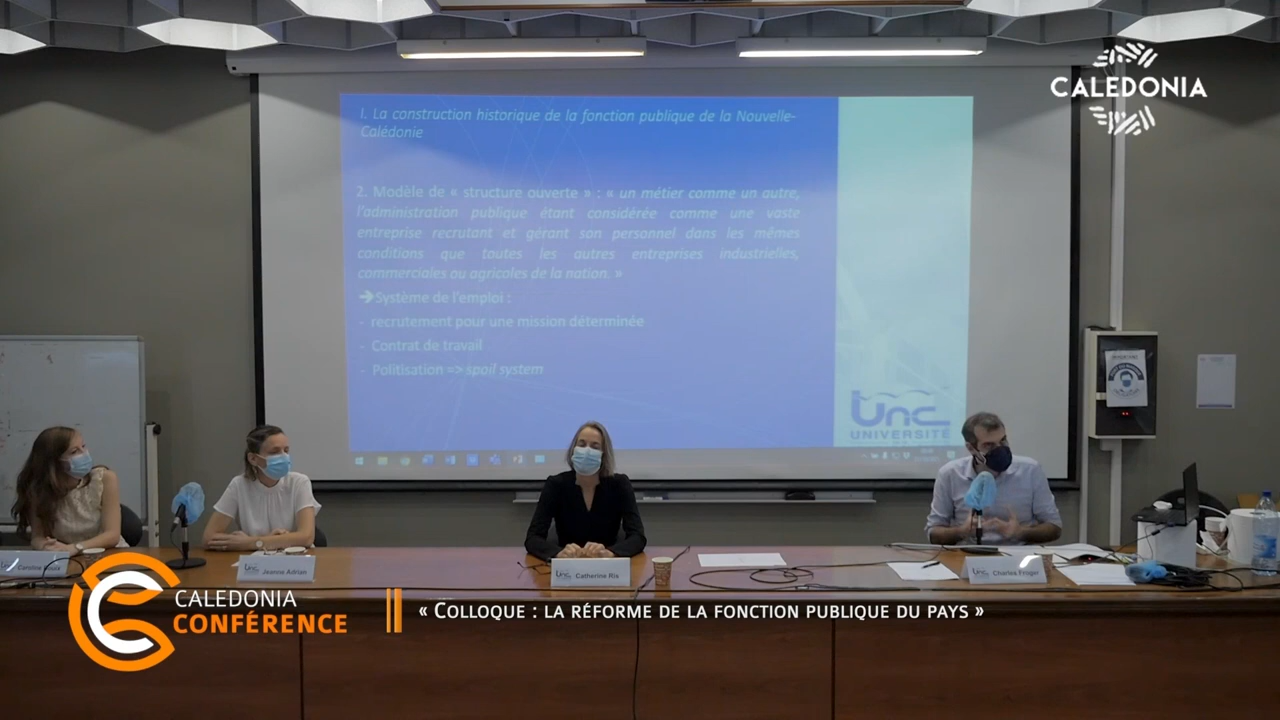 CALEDONIA
I. La construction historique de la fonction publique de la Nouvelle-
Calédonie
2. Modèle de « structure ouverte » : « un métier comme un autre,
l'administration publique étant considérée comme une vaste
entreprise recrutant et gérant son personnel dans les mêmes
conditions que toutes les autres entreprises industrielles,
commerciales ou agricoles de la nation. »
➔Système de l'emploi :
- recrutement pour une mission déterminée
- Contrat de travail
- Politisation => spoil system
Unc
UNIVERSITÉ
Caroline
Jeanne Adrian
Unc Catherine Ris
Charles Froger
CALEDONIA
CONFÉRENCE
« COLLOQUE : LA RÉFORME DE LA FONCTION PUBLIQUE DU PAYS »